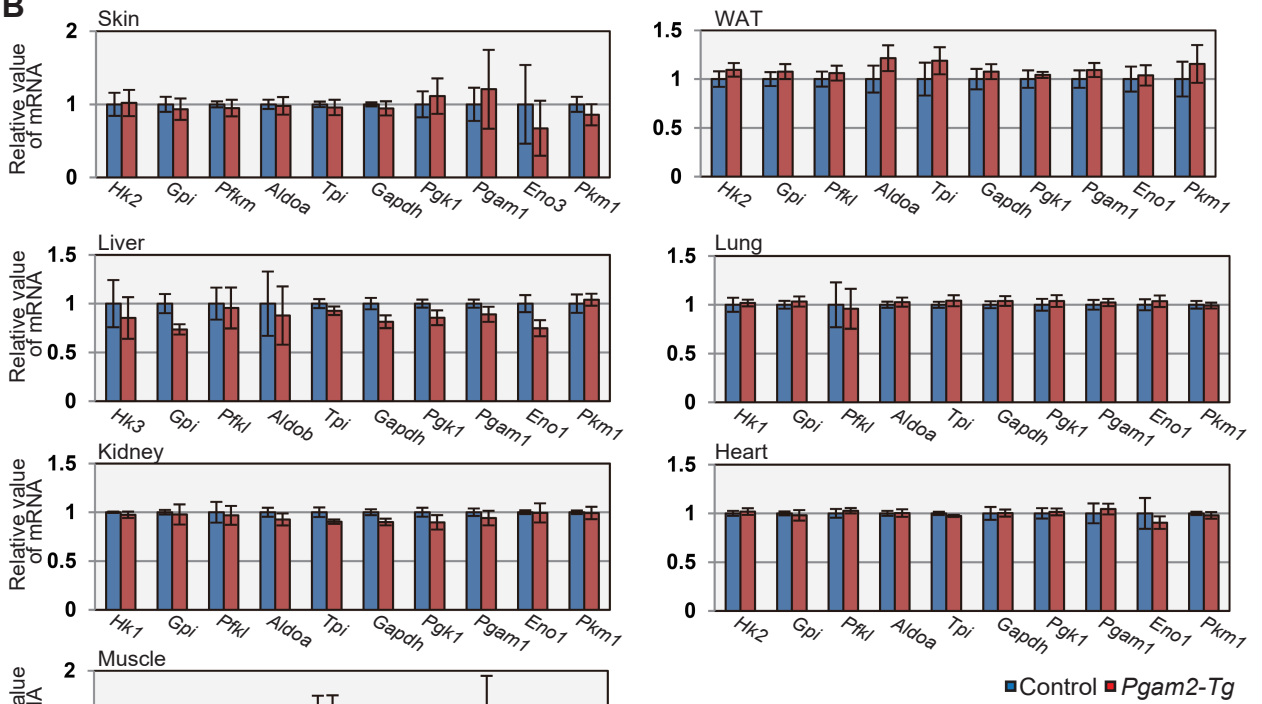 B
Skin
Relative value
of mRNA
2
1
0
Hk2 Gpi Pfkm Aldoa Tpi Gapdh Pgk1 Pgam1 Eno3 Pkm1
WAT
1.5
1
0.5
0
Hk2 Gpi Pfkl Aldoa Tpi Gapdh Pgk1 Pgam1 Eno1 Pkm1
Liver
Relative value
of mRNA
1.5
1
0.5
0
Hk3 Gpi Pfkl Aldob Tpi Gapdh Pgk1 Pgam1 Eno1 Pkm1
Lung
1.5
1
0.5
0
Hk1 Gpi Pfkl Aldoa Tpi Gapdh Pgk1 Pgam1 Eno1 Pkm1
Kidney
Relative value
of mRNA
1.5
1
0.5
0
Hk1 Gpi Pfkl Aldoa Tpi Gapdh Pgk1 Pgam1 Eno1 Pkm1
Heart
1.5
1
0.5
0
Hk2 Gpi Pfkl Aldoa Tpi Gapdh Pgk1 Pgam1 Eno1 Pkm1
Muscle
2
value
Control Pgam2-Tg